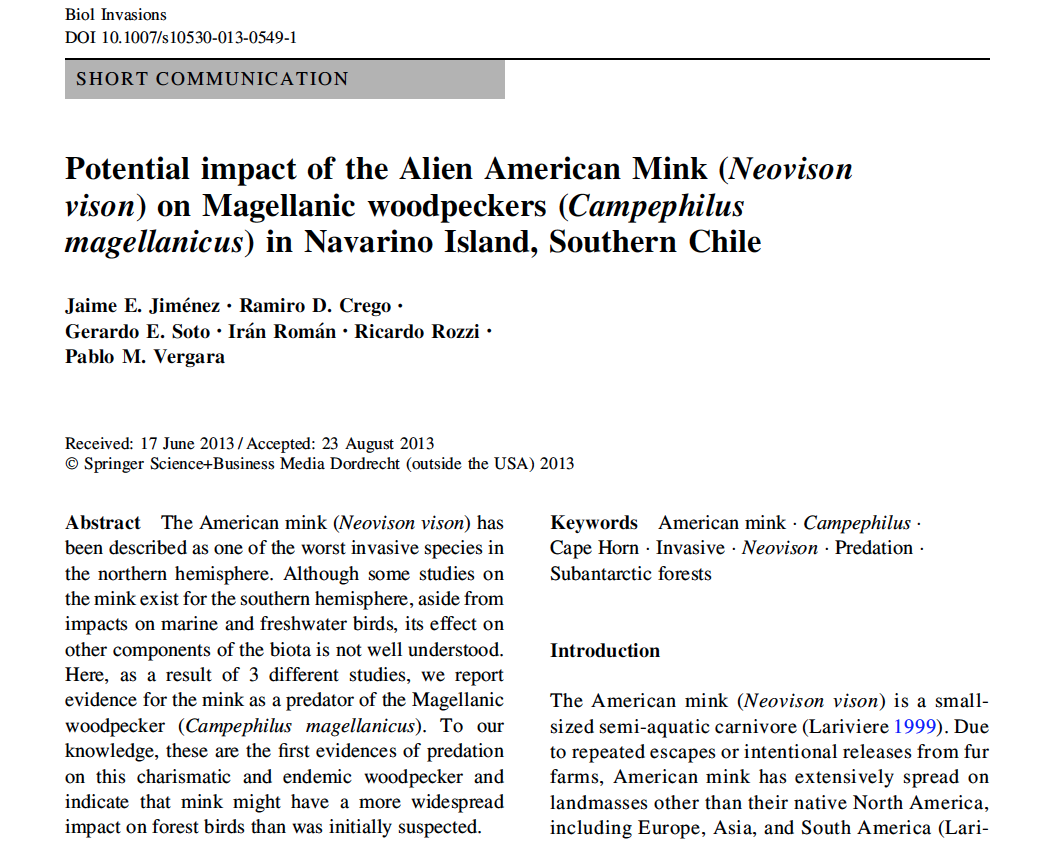 Biol Invasions
DOI 10.1007/s10530-013-0549-1
SHORT COMMUNICATION
Potential impact of the Alien American Mink (Neovison
vison) on Magellanic woodpeckers (Campephilus
magellanicus) in Navarino Island, Southern Chile
Jaime E. Jiménez · Ramiro D. Crego ·
Gerardo E. Soto · Irán Román · Ricardo Rozzi ·
Pablo M. Vergara
Received: 17 June 2013 / Accepted: 23 August 2013
© Springer Science+Business Media Dordrecht (outside the USA) 2013
Abstract The American mink (Neovison vison) has
been described as one of the worst invasive species in
the northern hemisphere. Although some studies on
the mink exist for the southern hemisphere, aside from
impacts on marine and freshwater birds, its effect on
other components of the biota is not well understood.
Here, as a result of 3 different studies, we report
evidence for the mink as a predator of the Magellanic
woodpecker (Campephilus magellanicus). To our
knowledge, these are the first evidences of predation
on this charismatic and endemic woodpecker and
indicate that mink might have a more widespread
impact on forest birds than was initially suspected.
Keywords American mink · Campephilus ·
Cape Horn · Invasive · Neovison · Predation ·
Subantarctic forests
Introduction
The American mink (Neovison vison) is a small-
sized semi-aquatic carnivore (Lariviere 1999). Due
to repeated escapes or intentional releases from fur
farms, American mink has extensively spread on
landmasses other than their native North America,
including Europe, Asia, and South America (Lari-